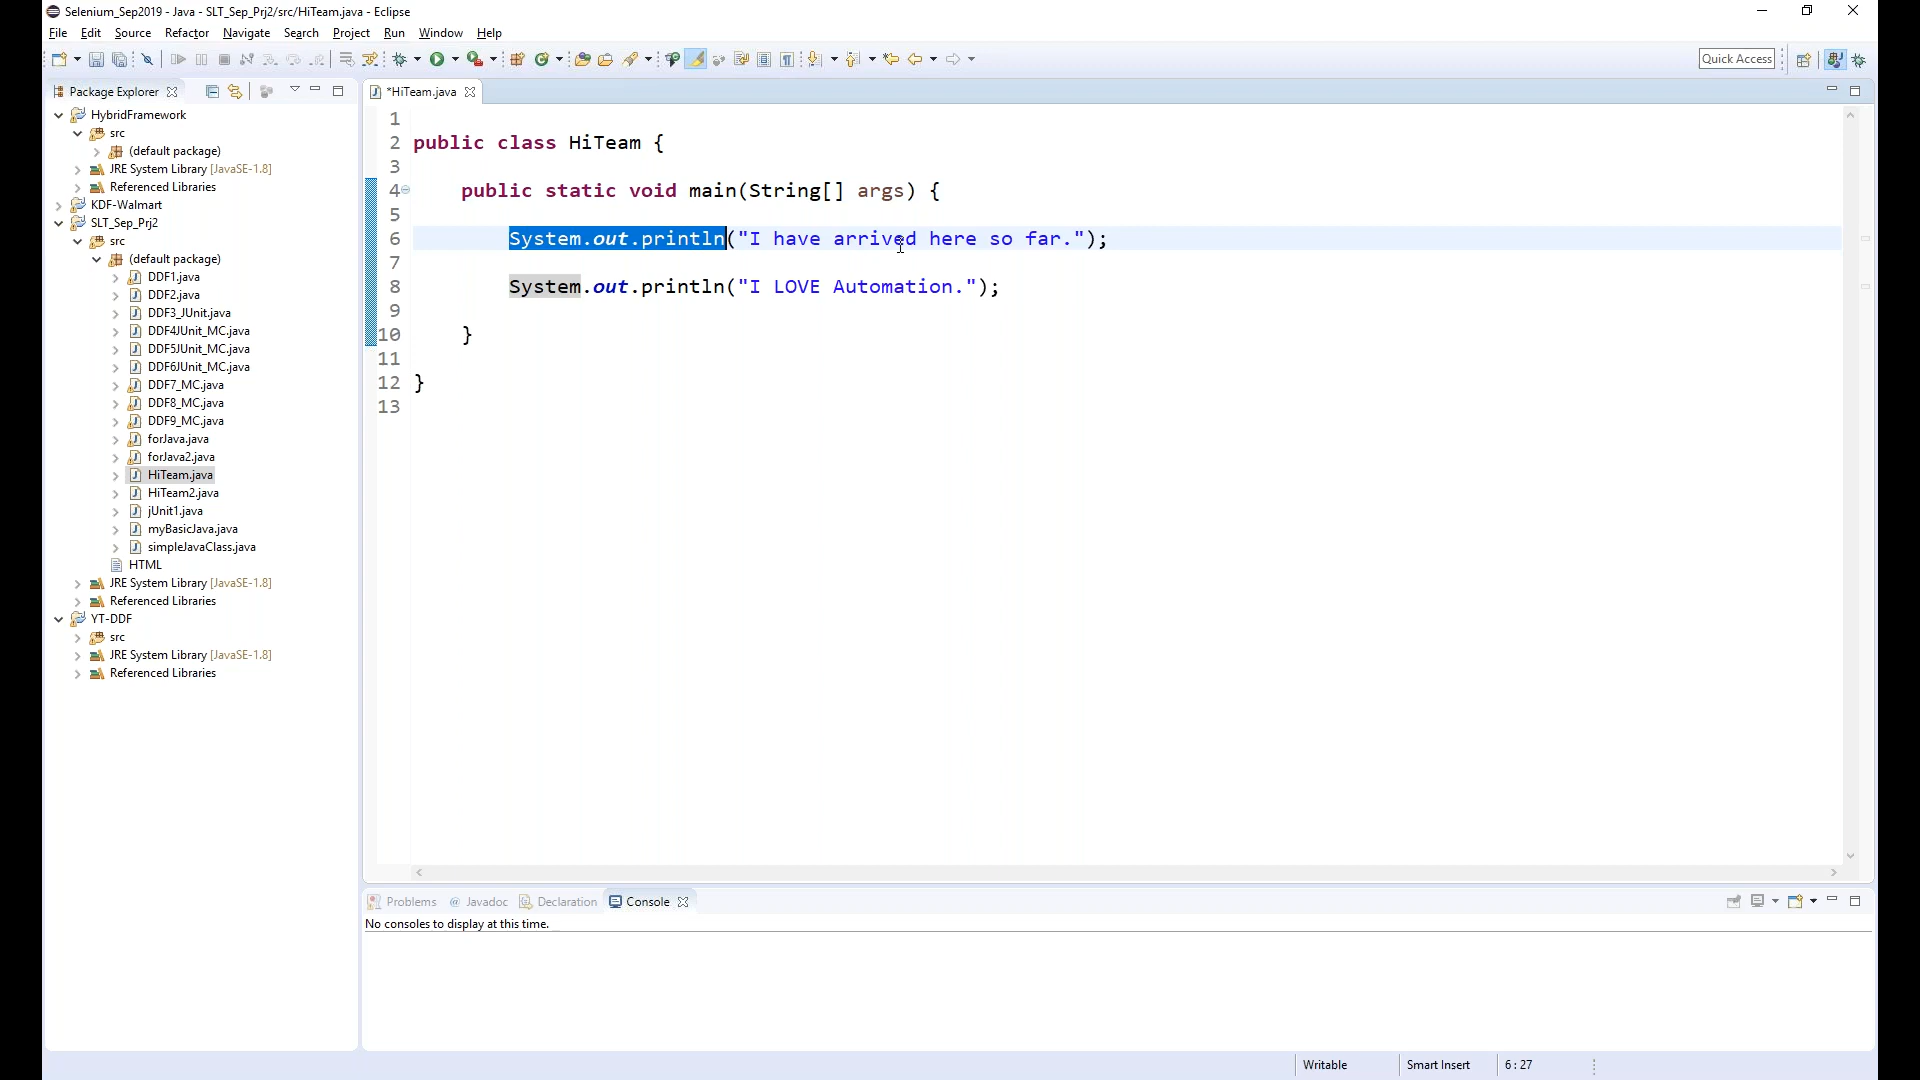 Selenium_Sep2019 - Java - SLT_Sep_Prj2/src/HiTeam.java - Eclipse
File Edit Source Refactor Navigate Search Project Run Window Help
Quick Access
Package Explorer
HybridFramework
src
(default package)
JRE System Library [JavaSE-1.8]
Referenced Libraries
KDF-Walmart
SLT_Sep_Prj2
src
(default package)
DDF1.java
DDF2.java
DDF3_JUnit.java
DDF4JUnit_MC.java
DDF5JUnit_MC.java
DDF6JUnit_MC.java
DDF7_MC.java
DDF8_MC.java
DDF9_MC.java
forJava.java
forJava2.java
HiTeam.java
HiTeam2.java
jUnit1.java
myBasicJava.java
simpleJavaClass.java
HTML
JRE System Library [JavaSE-1.8]
Referenced Libraries
YT-DDF
src
JRE System Library [JavaSE-1.8]
Referenced Libraries
*HiTeam.java
1
2 public class HiTeam {
3
4 public static void main(String[] args) {
5
6 System.out.println("I have arrived here so far.");
7
8 System.out.println("I LOVE Automation.");
9
10 }
11
12 }
13
Problems @ Javadoc Declaration Console
No consoles to display at this time.
Writable Smart Insert 6 : 27